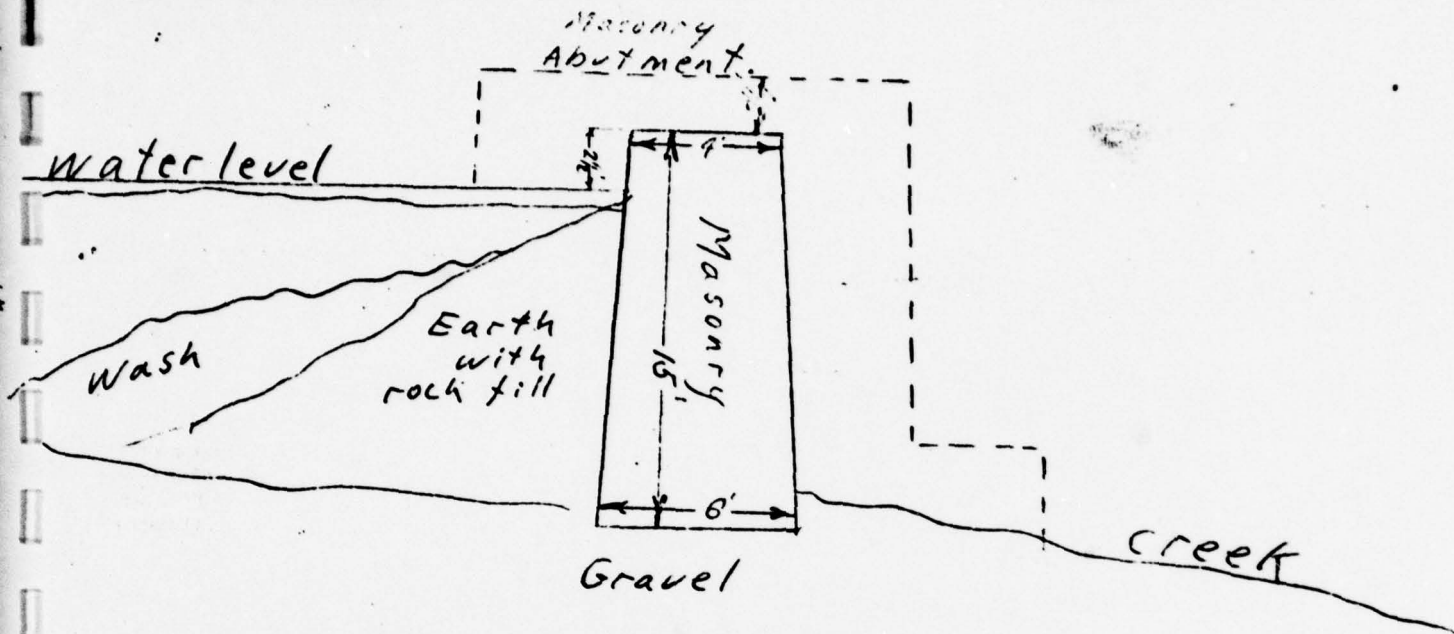 Masonry
Abutment.
Water level
4'
Masonry
15'
Earth
with
rock fill
Wash
6'
Gravel
Creek